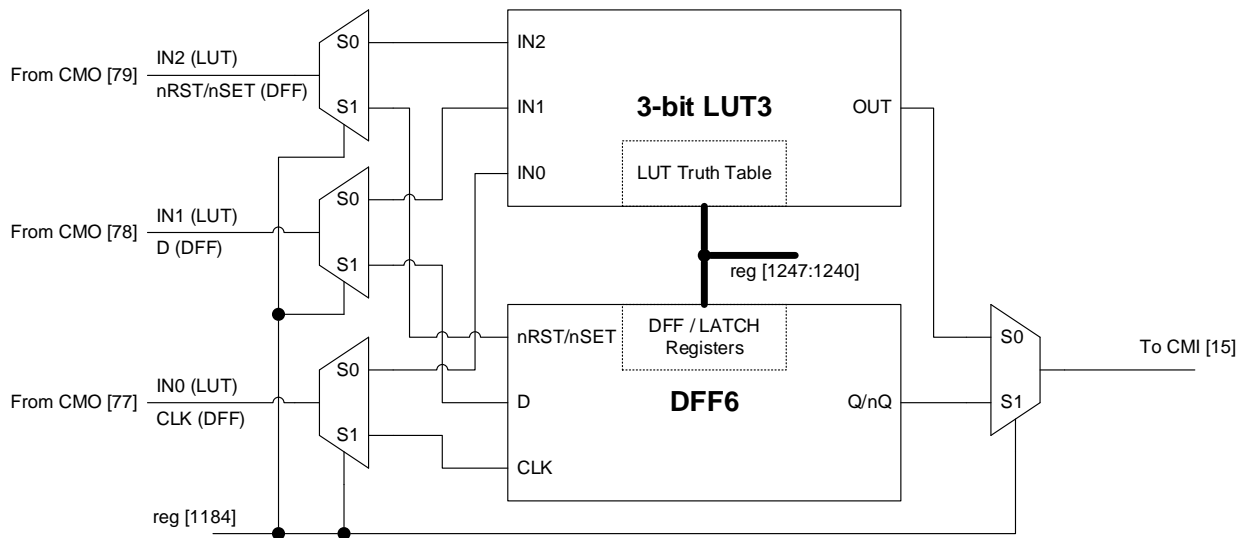 From CMO [79]
IN2 (LUT)
nRST/nSET (DFF)
S0
S1
IN2
IN1
IN0
3-bit LUT3
LUT Truth Table
OUT
From CMO [78]
IN1 (LUT)
D (DFF)
S0
S1
reg [1247:1240]
nRST/nSET
D
CLK
DFF / LATCH
Registers
DFF6
Q/nQ
From CMO [77]
IN0 (LUT)
CLK (DFF)
S0
S1
S0
S1
To CMI [15]
reg [1184]